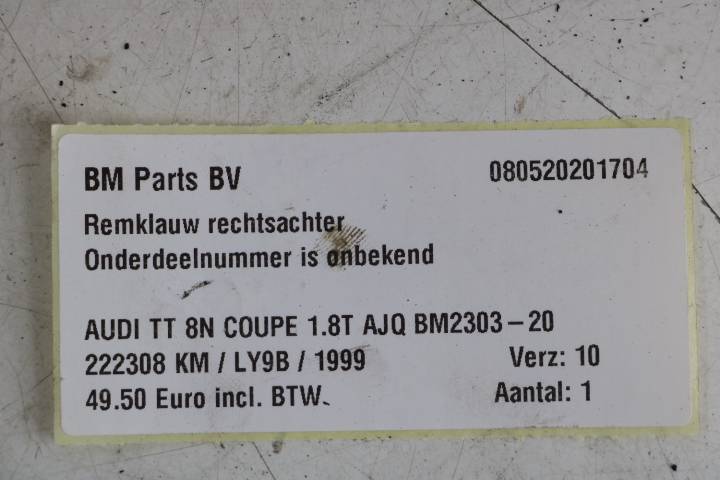 BM Parts BV 080520201704
Remklauw rechtsachter
Onderdeelnummer is onbekend
AUDI TT 8N COUPE 1.8T AJQ BM2303-20
222308 KM / LY9B / 1999 Verz: 10
49.50 Euro incl. BTW. Aantal: 1